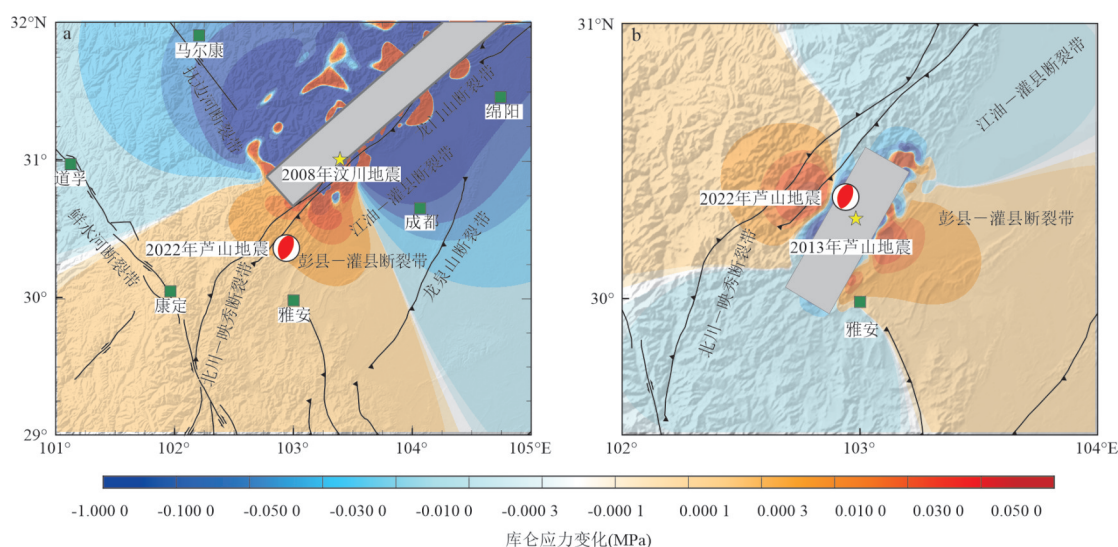 32°N
a
马尔康
抚边河断裂带
龙门山断裂带
绵阳
31°
道孚
2008年汶川地震
江油－灌县断裂带
成都
鲜水河断裂带
2022年芦山地震
彭县－灌县断裂带
龙泉山断裂带
30°
康定
雅安
北川－映秀断裂带
29°
101°
102°
103°
104°
105°E
31°N
b
江油－灌县断裂带
2022年芦山地震
彭县－灌县断裂带
2013年芦山地震
30°
北川－映秀断裂带
雅安
102°
103°
104°E
-1.000 0
-0.100 0
-0.050 0
-0.030 0
-0.010 0
-0.000 3
-0.000 1
0.000 1
0.000 3
0.010 0
0.030 0
0.050 0
库仑应力变化(MPa)